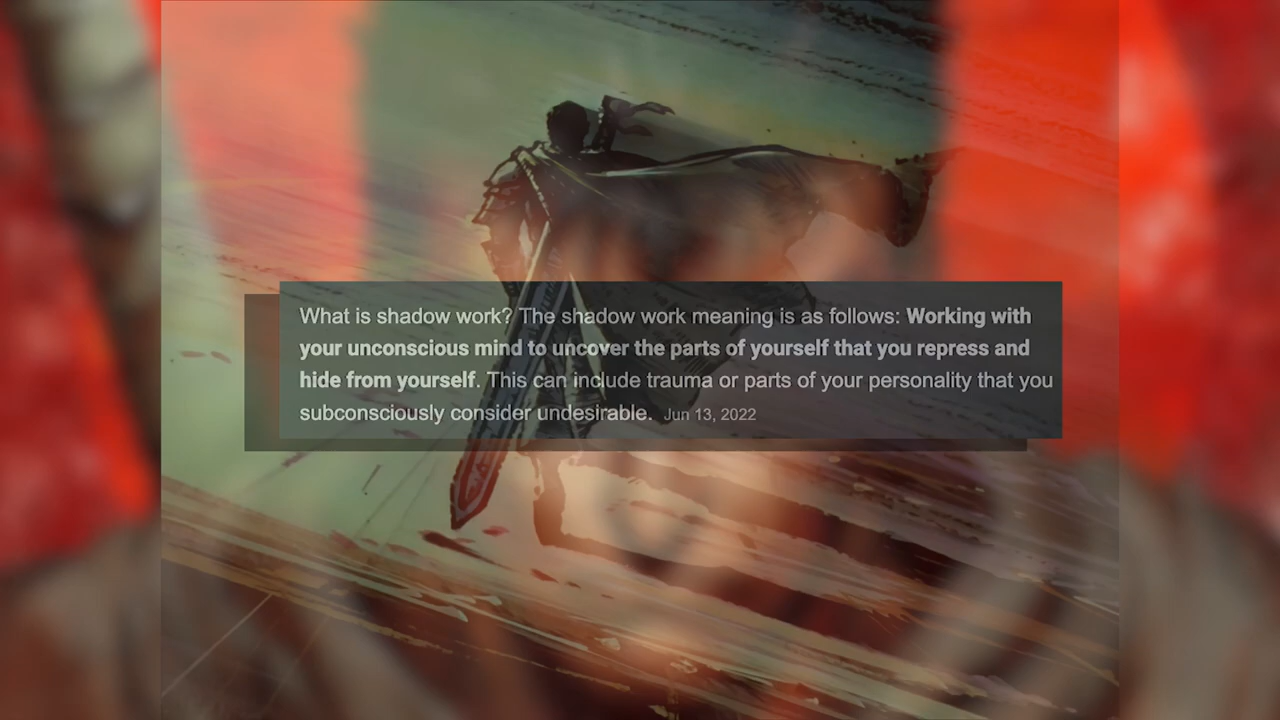 What is shadow work? The shadow work meaning is as follows: Working with
your unconscious mind to uncover the parts of yourself that you repress and
hide from yourself. This can include trauma or parts of your personality that you
subconsciously consider undesirable. Jun 13, 2022